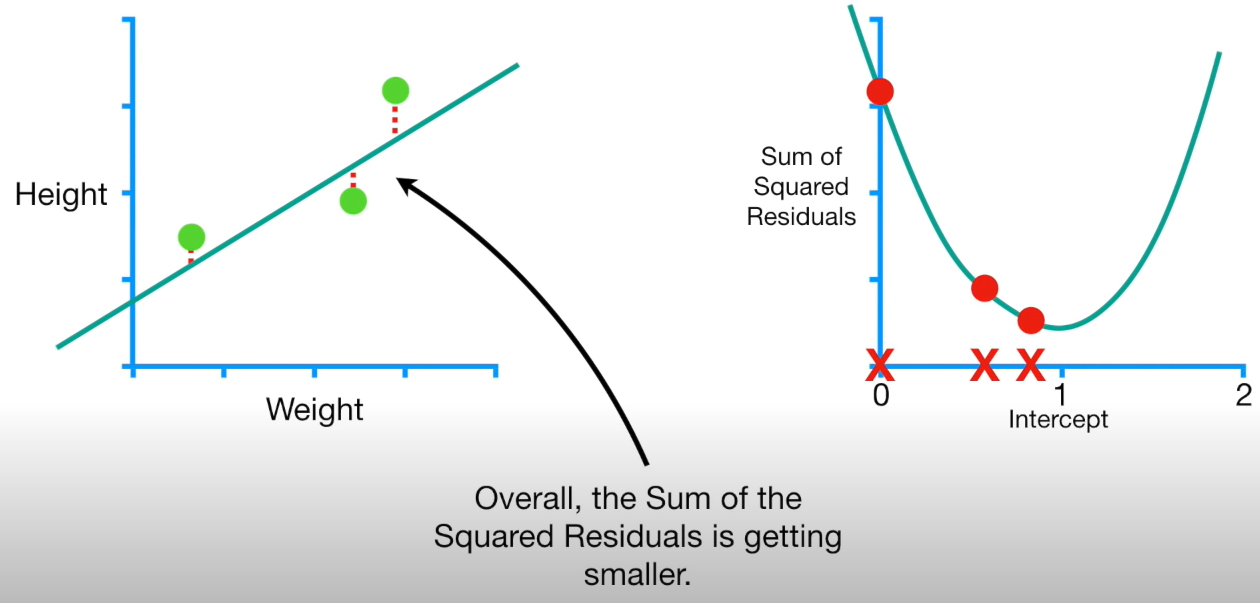 Height
Weight
Sum of
Squared
Residuals
X X X
0 1 2
Intercept
Overall, the Sum of the
Squared Residuals is getting
smaller.